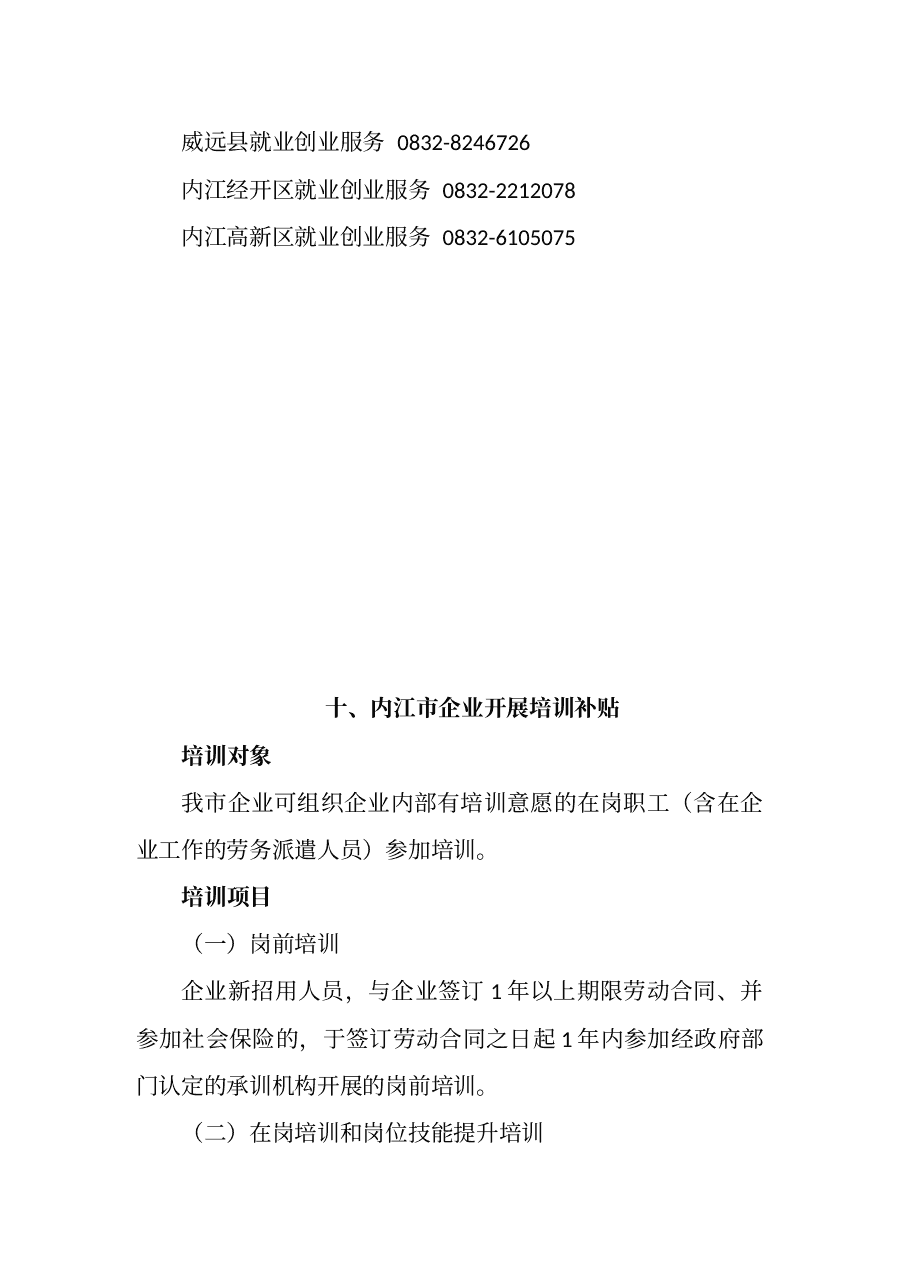 威远县就业创业服务 0832-8246726
内江经开区就业创业服务 0832-2212078
内江高新区就业创业服务 0832-6105075
十、内江市企业开展培训补贴
培训对象
我市企业可组织企业内部有培训意愿的在岗职工（含在企
业工作的劳务派遣人员）参加培训。
培训项目
（一）岗前培训
企业新招用人员，与企业签订 1 年以上期限劳动合同、并
参加社会保险的，于签订劳动合同之日起 1 年内参加经政府部
门认定的承训机构开展的岗前培训。
（二）在岗培训和岗位技能提升培训